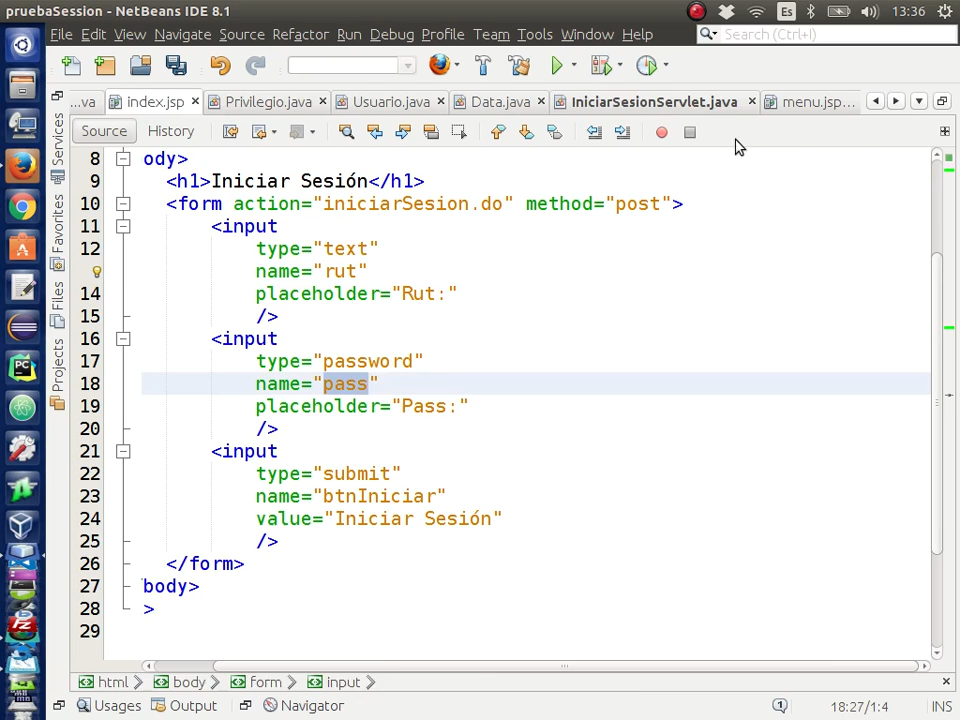 pruebaSession - NetBeans IDE 8.1
Es
13:36
File Edit View Navigate Source Refactor Run Debug Profile Team Tools Window Help
Search (Ctrl+I)
...va index.jsp Privilegio.java Usuario.java Data.java IniciarSesionServlet.java menu.jsp...
Source History
Services
Favorites
Files
Projects
8 ody>
9 <h1>Iniciar Sesión</h1>
10 <form action="iniciarSesion.do" method="post">
11 <input
12 type="text"
name="rut"
14 placeholder="Rut:"
15 />
16 <input
17 type="password"
18 name="pass"
19 placeholder="Pass:"
20 />
21 <input
22 type="submit"
23 name="btnIniciar"
24 value="Iniciar Sesión"
25 />
26 </form>
27 body>
28 >
29
html body form input
Usages Output Navigator
1
18:27/1:4
INS